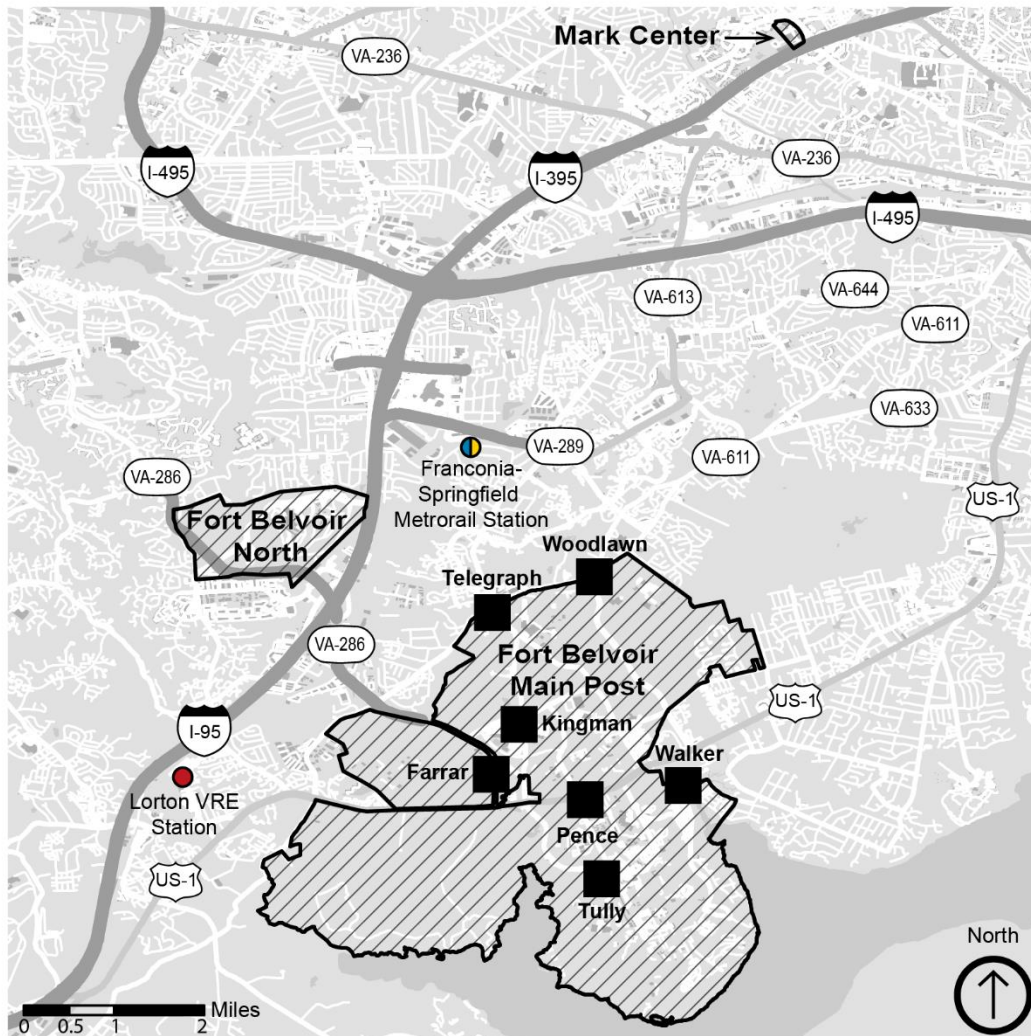 Mark Center
VA-236
VA-236
I-495
I-395
I-495
VA-613
VA-644
VA-611
VA-633
VA-289
VA-611
Franconia-
Springfield
Metrorail Station
VA-286
US-1
Fort Belvoir
North
Woodlawn
Telegraph
VA-286
Fort Belvoir
Main Post
US-1
I-95
Kingman
Walker
Farrar
Lorton VRE
Station
Pence
US-1
Tully
North
Miles
0 0.5 1 2